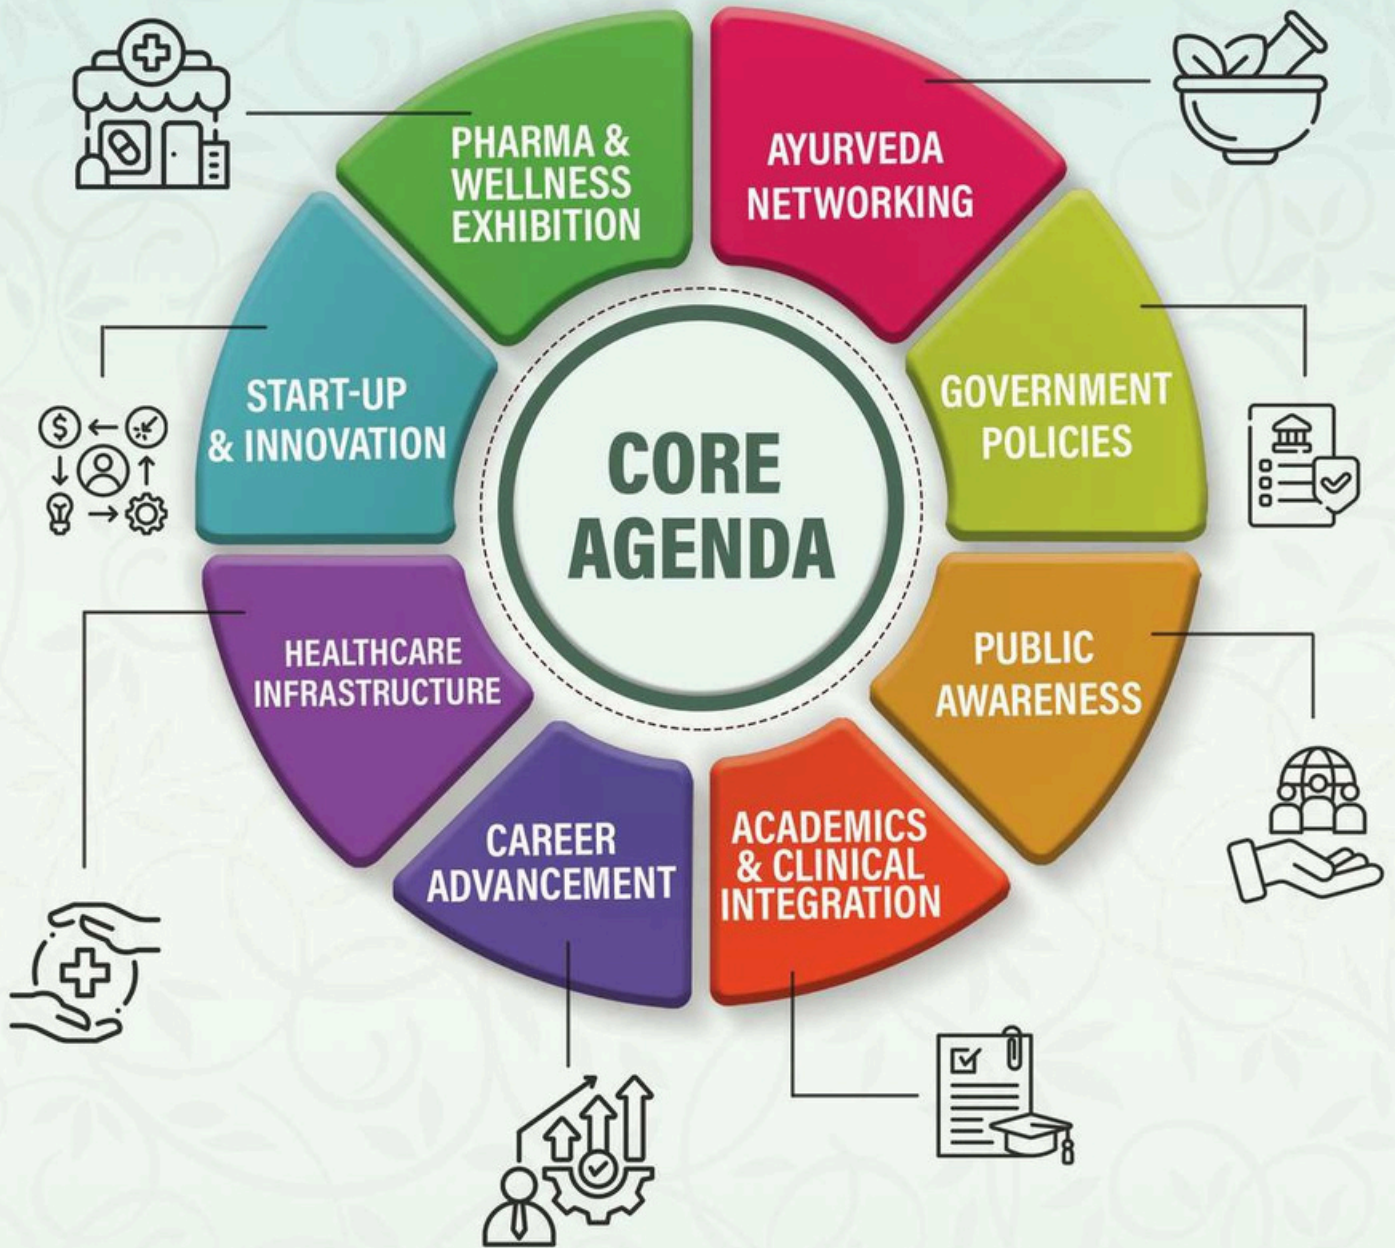 PHARMA &
WELLNESS
EXHIBITION
AYURVEDA
NETWORKING
START-UP
& INNOVATION
GOVERNMENT
POLICIES
CORE
AGENDA
HEALTHCARE
INFRASTRUCTURE
PUBLIC
AWARENESS
CAREER
ADVANCEMENT
ACADEMICS
& CLINICAL
INTEGRATION